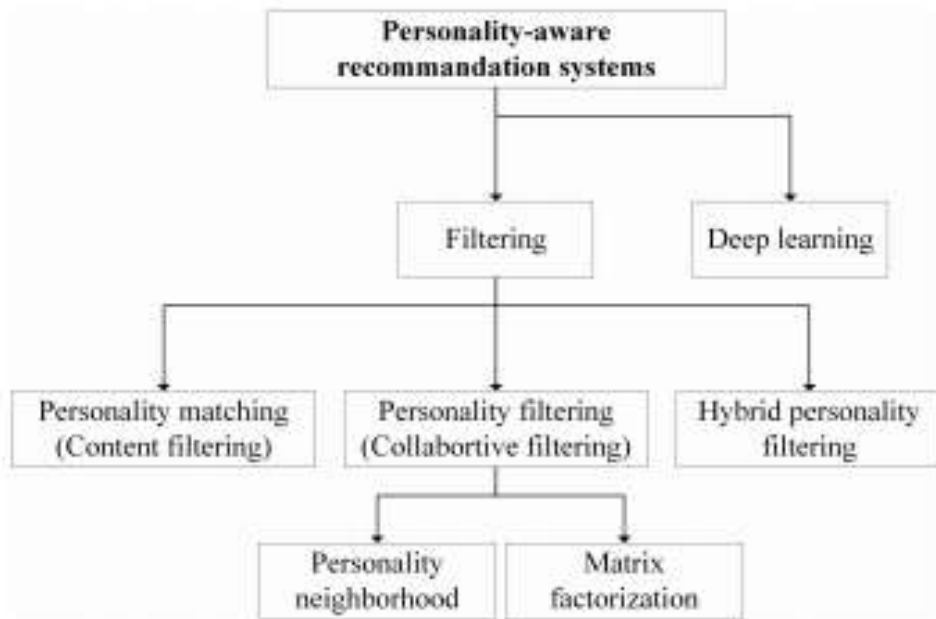 Personality-aware
recommandation systems
Filtering
Deep learning
Personality matching
(Content filtering)
Personality filtering
(Collabortive filtering)
Hybrid personality
filtering
Personality
neighborhood
Matrix
factorization